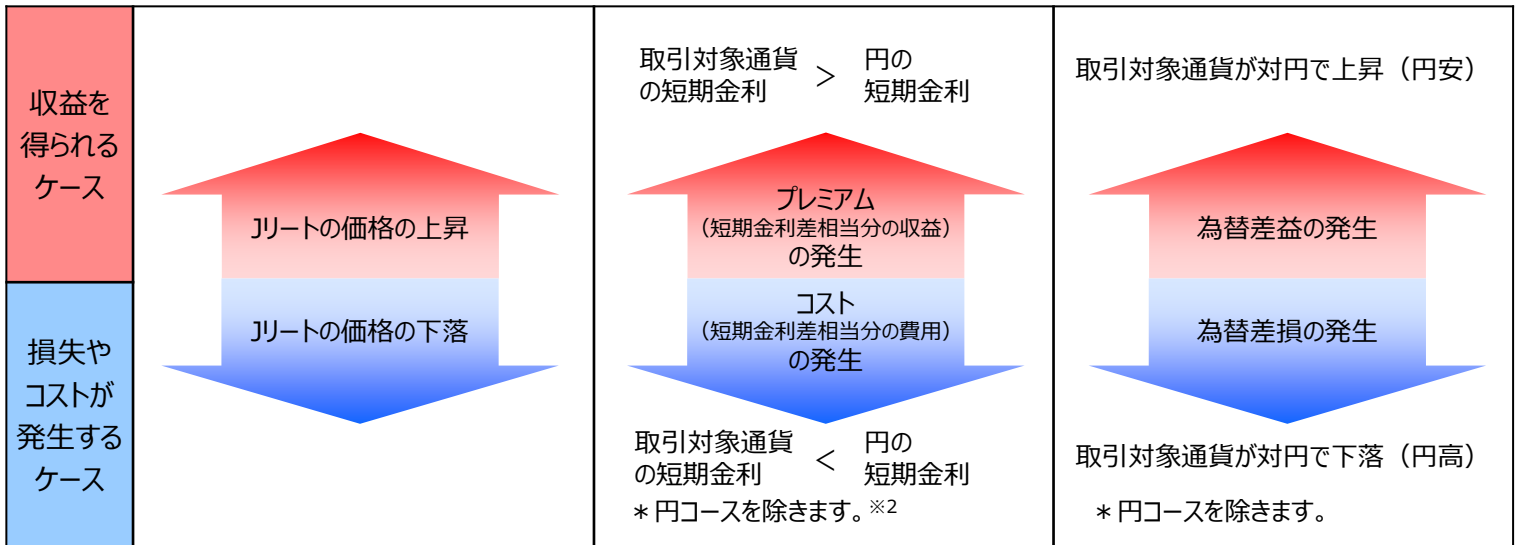 収益を
得られる
ケース
Jリートの価格の上昇
取引対象通貨
の短期金利
＞
円の
短期金利
プレミアム
（短期金利差相当分の収益）
の発生
取引対象通貨が対円で上昇（円安）
為替差益の発生
損失や
コストが
発生する
ケース
Jリートの価格の下落
コスト
（短期金利差相当分の費用）
の発生
取引対象通貨
の短期金利
＜
円の
短期金利
＊円コースを除きます。※2
為替差損の発生
取引対象通貨が対円で下落（円高）
＊円コースを除きます。